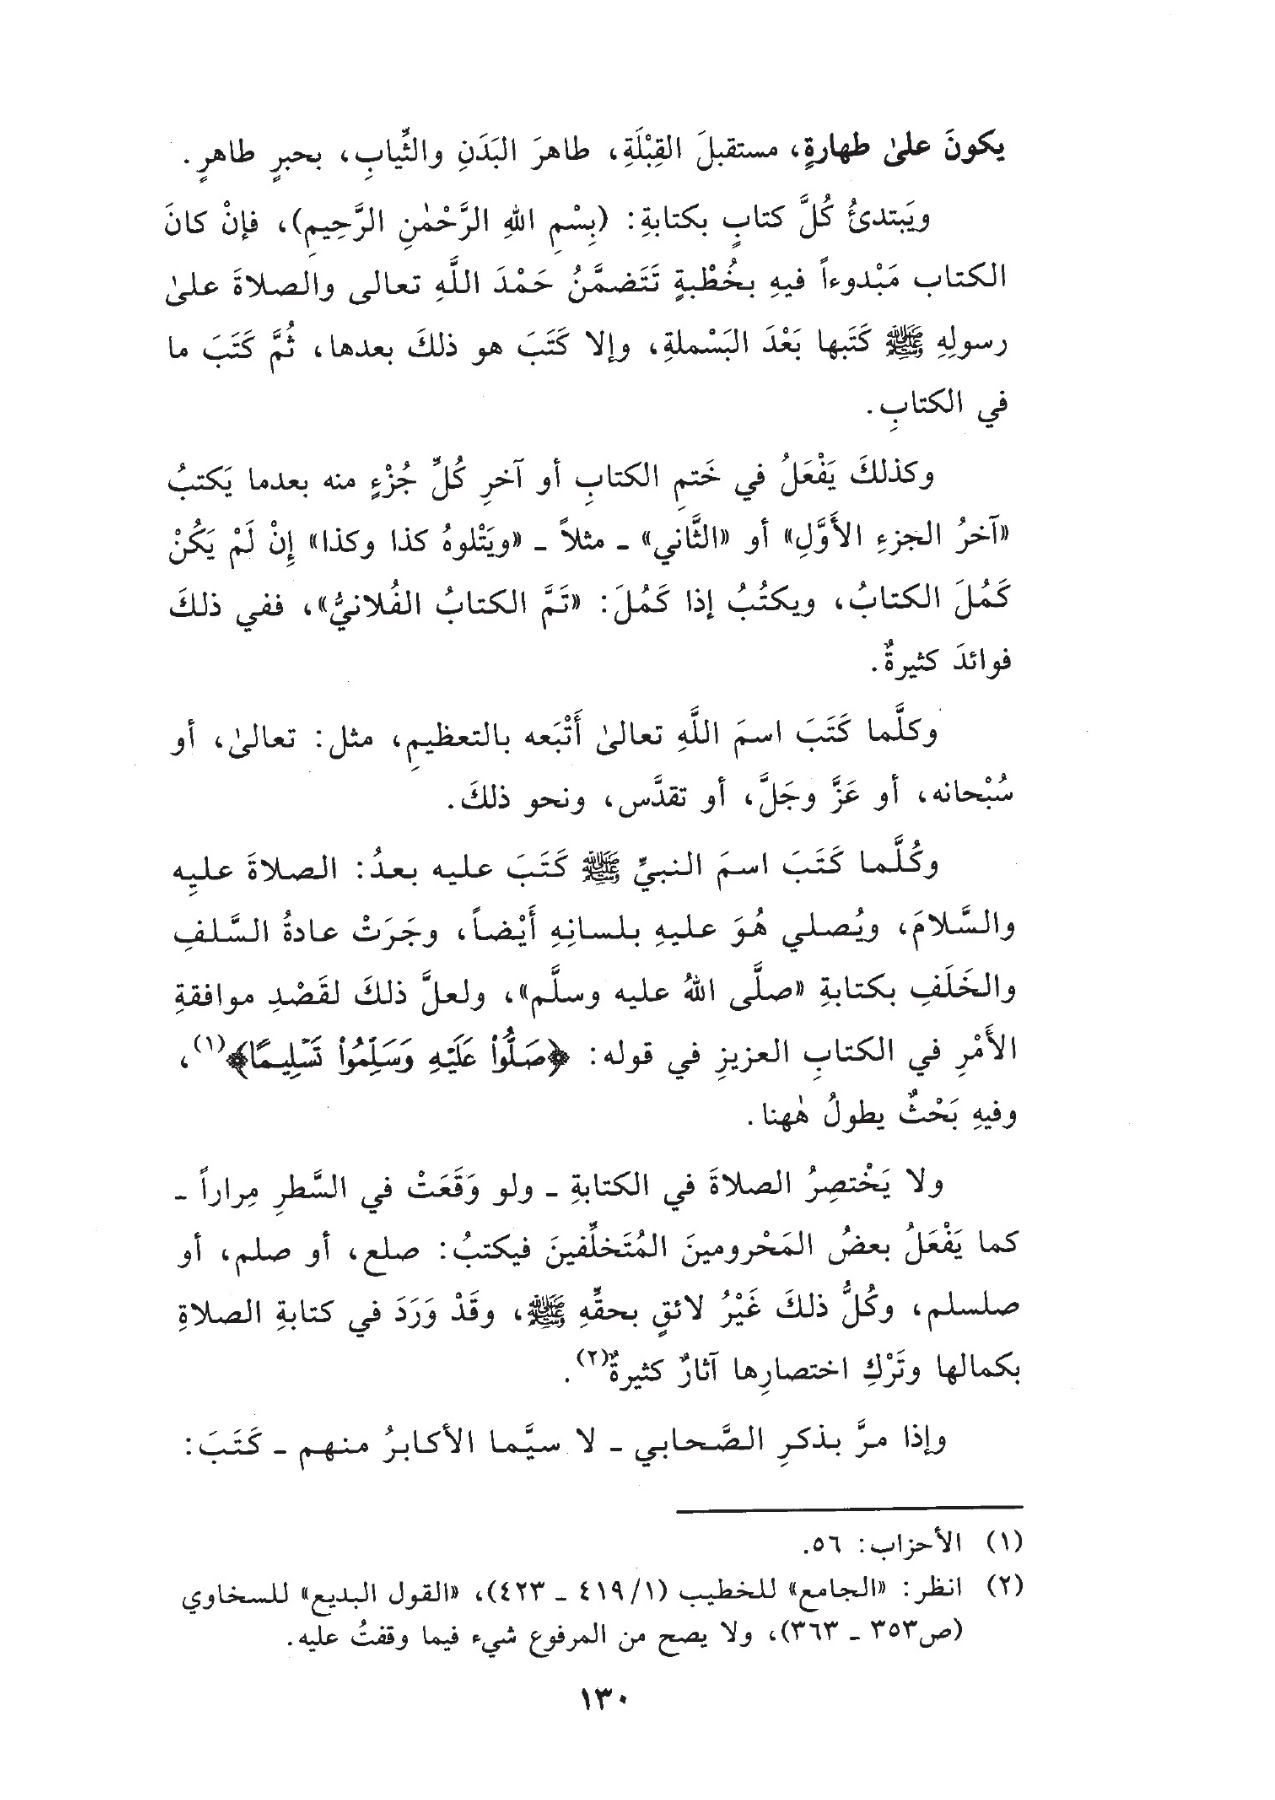 يكونَ علىٰ طهارةٍ، مستقبلَ القِبْلَةِ، طاهرَ البَدَنِ والثِّيابِ، بحبرٍ طاهرٍ.
ويَبتدئُ كُلَّ كتابٍ بكتابةِ: (بِسْمِ اللهِ الرَّحْمٰنِ الرَّحِيمِ)، فإنْ كانَ
الكتاب مَبْدوءاً فيهِ بخُطْبةٍ تَتَضمَّنُ حَمْدَ اللَّهِ تعالى والصلاةَ علىٰ
رسولِهِ ﷺ كَتَبها بَعْدَ البَسْملةِ، وإلا كَتَبَ هو ذلكَ بعدها، ثُمَّ كَتَبَ ما
في الكتابِ.
وكذلكَ يَفْعَلُ في خَتمِ الكتابِ أو آخرِ كُلِّ جُزْءٍ منه بعدما يَكتبُ
«آخرُ الجزءِ الأَوَّلِ» أو «الثَّاني» ـ مثلاً ـ «ويَتْلوهُ كذا وكذا» إِنْ لَمْ يَكُنْ
كَمُلَ الكتابُ، ويكتُبُ إذا كَمُلَ: «تَمَّ الكتابُ الفُلانيُّ»، ففي ذلكَ
فوائدَ كثيرةٌ.
وكلَّما كَتَبَ اسمَ اللَّهِ تعالىٰ أَتْبَعه بالتعظيمِ، مثل: تعالىٰ، أو
سُبْحانه، أو عَزَّ وجَلَّ، أو تقدَّس، ونحو ذلكَ.
وكُلَّما كَتَبَ اسمَ النبيِّ ﷺ كَتَبَ عليه بعدُ: الصلاةَ عليهِ
والسَّلامَ، ويُصلي هُوَ عليهِ بلسانِهِ أَيْضاً، وجَرَتْ عادةُ السَّلفِ
والخَلَفِ بكتابةِ «صلَّى اللهُ عليه وسلَّم»، ولعلَّ ذلكَ لقَصْدِ موافقةِ
الأَمْرِ في الكتابِ العزيزِ في قوله: ﴿صَلُّواْ عَلَيْهِ وَسَلِّمُواْ تَسْلِيمًا﴾(١)،
وفيهِ بَحْثٌ يطولُ هٰهنا.
ولا يَخْتصِرُ الصلاةَ في الكتابةِ ـ ولو وَقَعَتْ في السَّطرِ مِراراً ـ
كما يَفْعَلُ بعضُ المَحْرومينَ المُتَخلِّفينَ فيكتبُ: صلع، أو صلم، أو
صلسلم، وكُلُّ ذلكَ غَيْرُ لائقٍ بحقِّهِ ﷺ، وقَدْ وَرَدَ في كتابةِ الصلاةِ
بكمالها وتَرْكِ اختصارِها آثارٌ كثيرةٌ(٢).
وإذا مرَّ بذكرِ الصَّحابي ـ لا سيَّما الأكابرُ منهم ـ كَتَبَ:
(١) الأحزاب: ٥٦.
(٢) انظر: «الجامع» للخطيب (١/ ٤١٩ ـ ٤٢٣)، «القول البديع» للسخاوي
(ص٣٥٣ ـ ٣٦٣)، ولا يصح من المرفوع شيء فيما وقفتُ عليه.
١٣٠